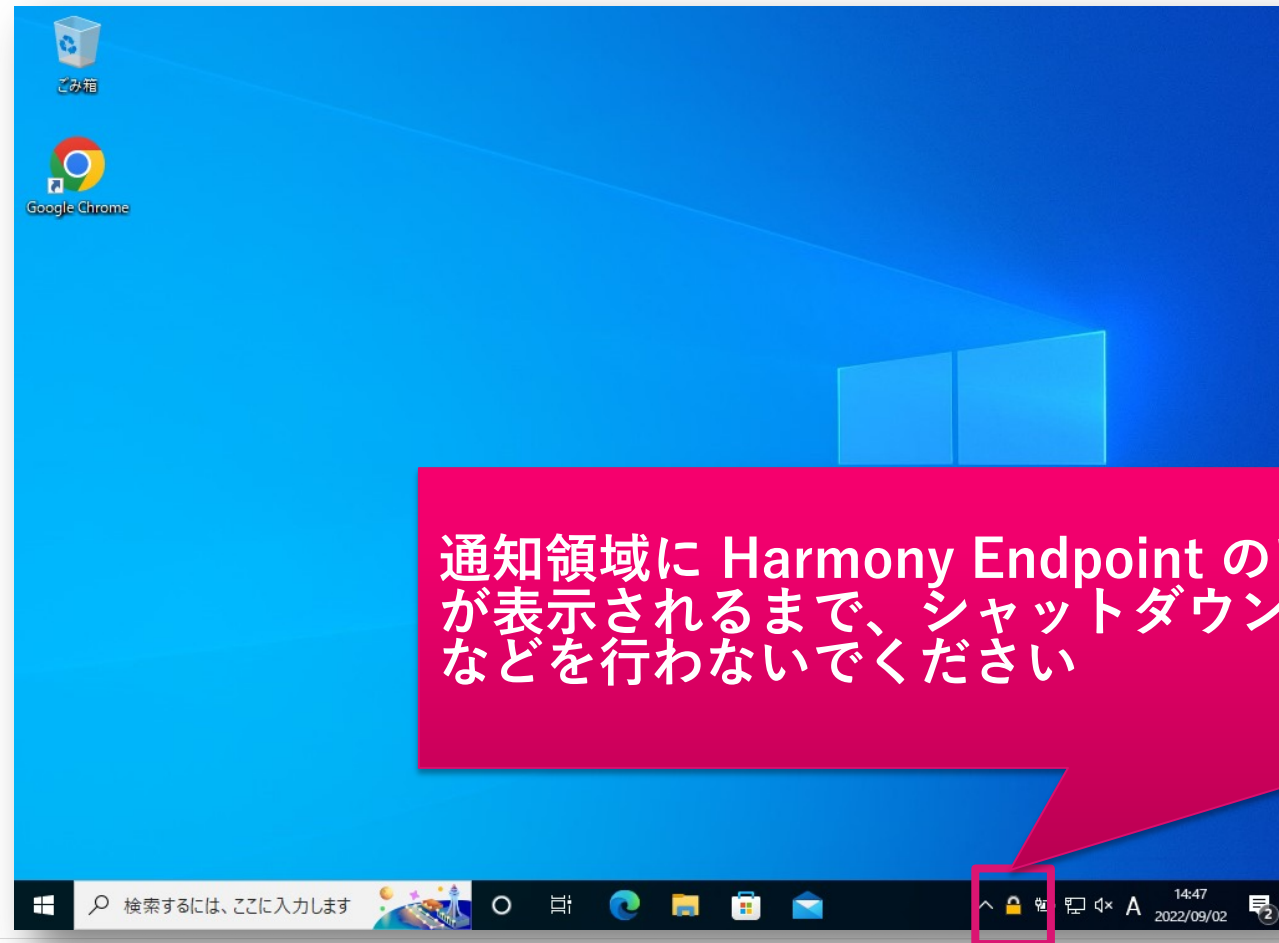 ごみ箱
Google Chrome
通知領域に Harmony Endpoint の
が表示されるまで、シャットダウン
などを行わないでください
検索するには、ここに入力します
A
14:47
2022/09/02
2